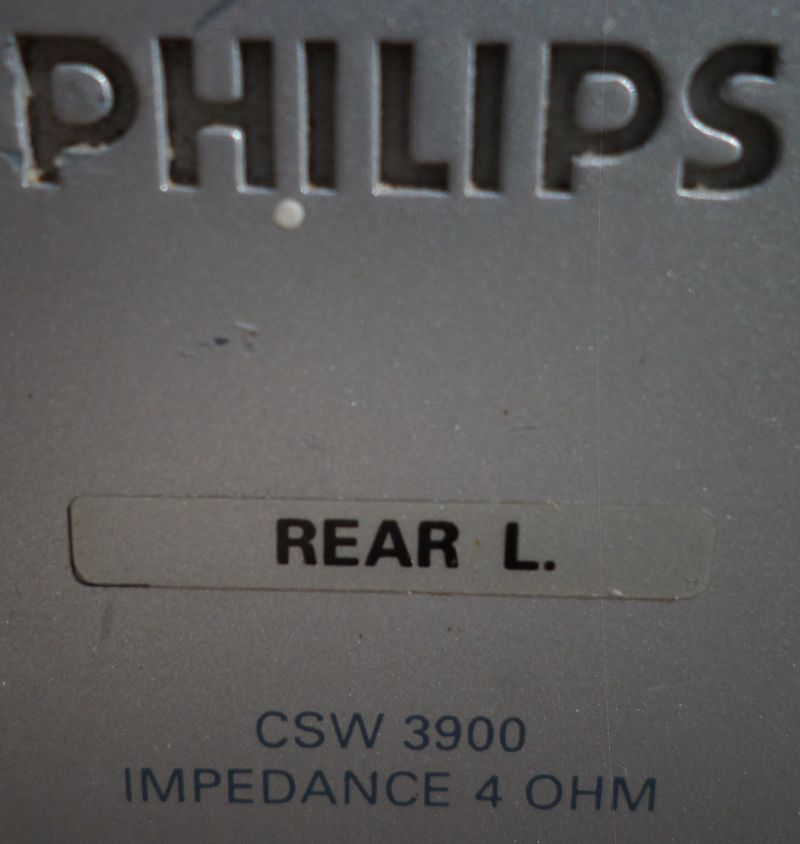 PHILIPS
REAR L.
CSW 3900
IMPEDANCE 4 OHM